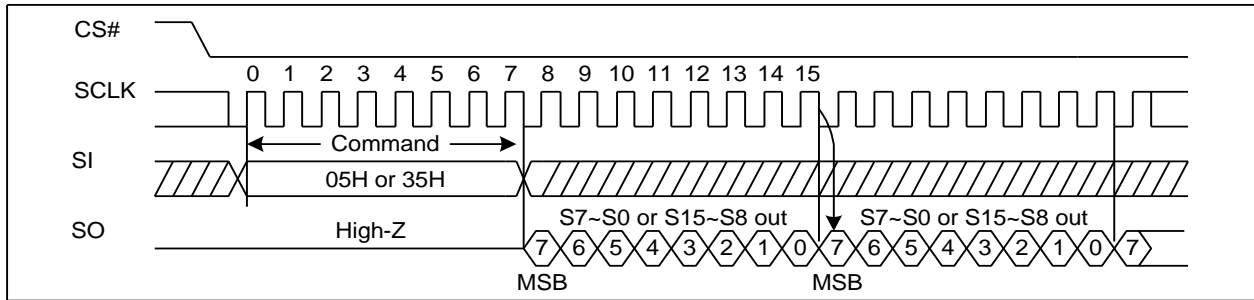 CS#
0 1 2 3 4 5 6 7 8 9 10 11 12 13 14 15
SCLK
Command
SI
05H or 35H
S7~S0 or S15~S8 out S7~S0 or S15~S8 out
SO
High-Z
7 6 5 4 3 2 1 0 7 6 5 4 3 2 1 0 7
MSB MSB